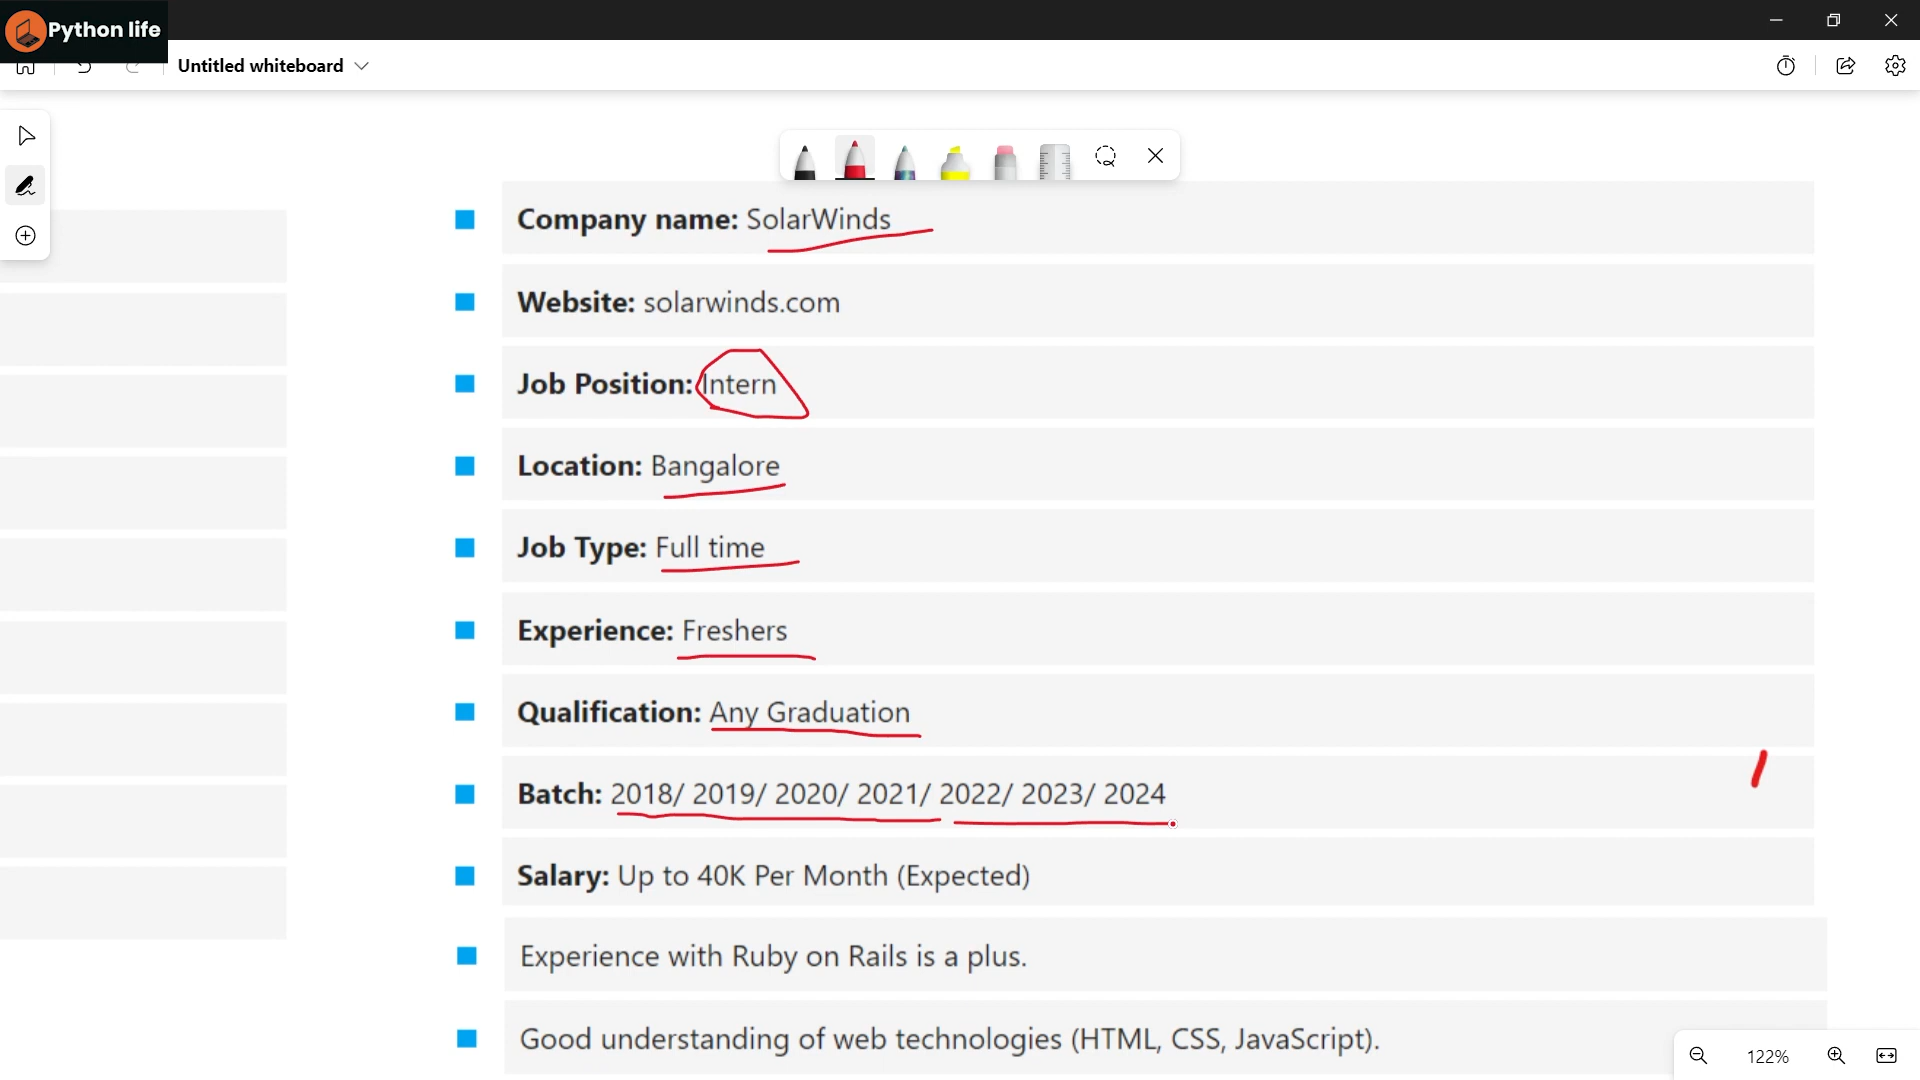 Python life
Untitled whiteboard
Company name: SolarWinds
Website: solarwinds.com
Job Position: Intern
Location: Bangalore
Job Type: Full time
Experience: Freshers
Qualification: Any Graduation
Batch: 2018/ 2019/ 2020/ 2021/ 2022/ 2023/ 2024
Salary: Up to 40K Per Month (Expected)
Experience with Ruby on Rails is a plus.
Good understanding of web technologies (HTML, CSS, JavaScript).
122%